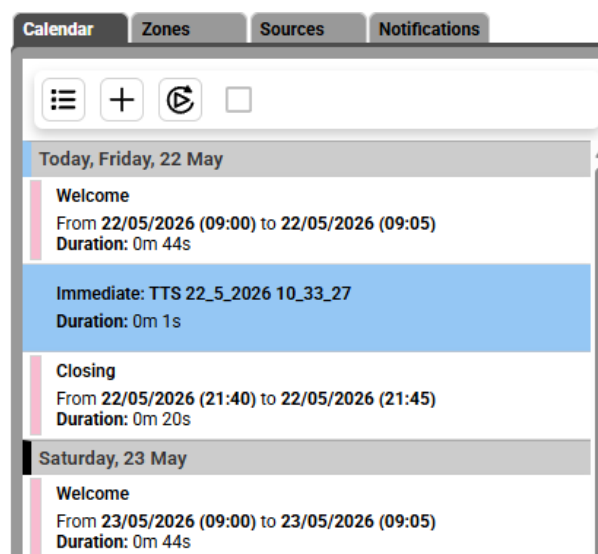 Calendar Zones Sources Notifications
Today, Friday, 22 May
Welcome
From 22/05/2026 (09:00) to 22/05/2026 (09:05)
Duration: 0m 44s
Immediate: TTS 22_5_2026 10_33_27
Duration: 0m 1s
Closing
From 22/05/2026 (21:40) to 22/05/2026 (21:45)
Duration: 0m 20s
Saturday, 23 May
Welcome
From 23/05/2026 (09:00) to 23/05/2026 (09:05)
Duration: 0m 44s